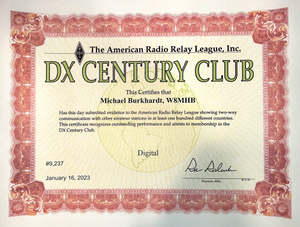 The American Radio Relay League, Inc.
DX CENTURY CLUB
This Certifies that
Michael Burkhardt, W8MHB
Has this day submitted evidence to the American Radio Relay League showing two-way
communication with other amateur stations in at least one hundred different countries.
This certificate recognizes outstanding performance and attests to membership in the
DX Century Club.
Digital
#9,237
January 16, 2023
President, ARRL